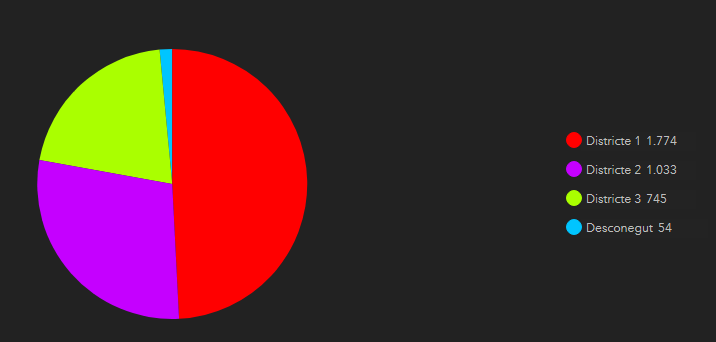 Districte 1 1.774
Districte 2 1.033
Districte 3 745
Desconegut 54